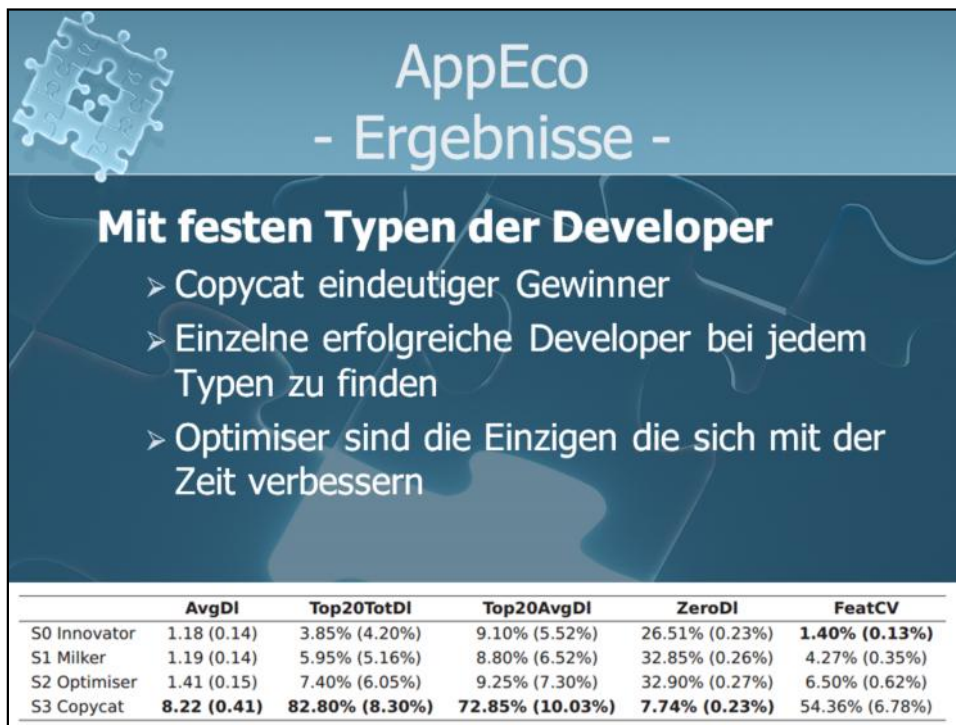 AppEco
- Ergebnisse -
Mit festen Typen der Developer
➢ Copycat eindeutiger Gewinner
➢ Einzelne erfolgreiche Developer bei jedem
Typen zu finden
➢ Optimiser sind die Einzigen die sich mit der
Zeit verbessern
AvgDl Top20TotDl Top20AvgDl ZeroDl FeatCV
S0 Innovator 1.18 (0.14) 3.85% (4.20%) 9.10% (5.52%) 26.51% (0.23%) 1.40% (0.13%)
S1 Milker 1.19 (0.14) 5.95% (5.16%) 8.80% (6.52%) 32.85% (0.26%) 4.27% (0.35%)
S2 Optimiser 1.41 (0.15) 7.40% (6.05%) 9.25% (7.30%) 32.90% (0.27%) 6.50% (0.62%)
S3 Copycat 8.22 (0.41) 82.80% (8.30%) 72.85% (10.03%) 7.74% (0.23%) 54.36% (6.78%)